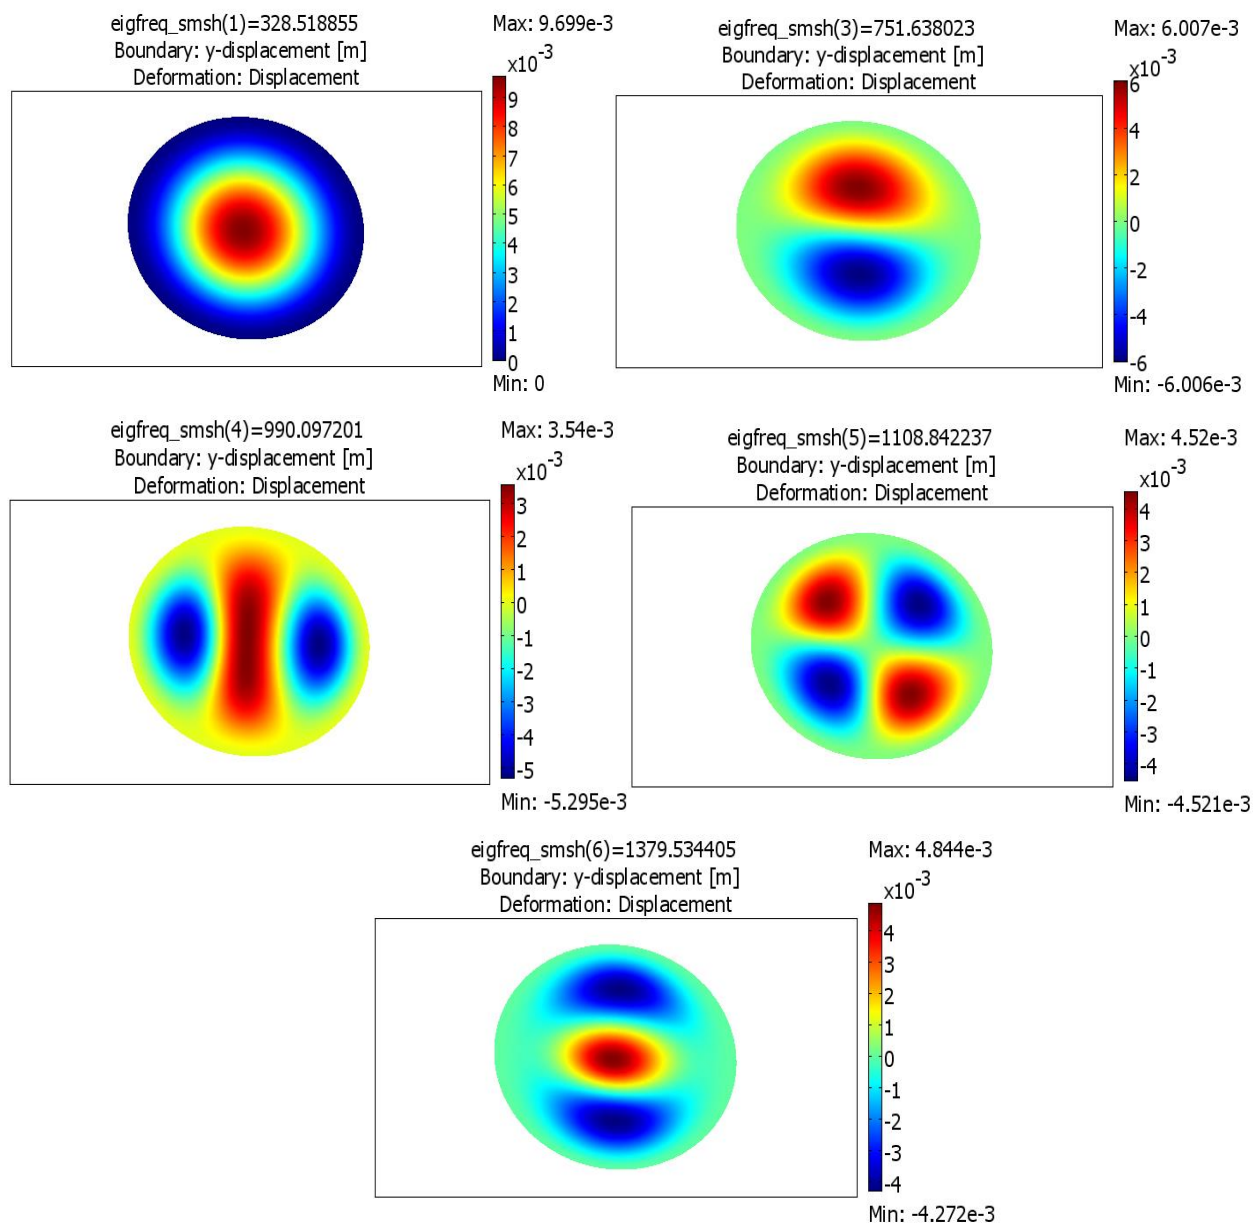 eigfreq_smsh(1)=328.518855
Boundary: y-displacement [m]
Deformation: Displacement
Max: 9.699e-3
x10-3
9
8
7
6
5
4
3
2
1
0
Min: 0
eigfreq_smsh(3)=751.638023
Boundary: y-displacement [m]
Deformation: Displacement
Max: 6.007e-3
x10-3
6
4
2
0
-2
-4
-6
Min: -6.006e-3
eigfreq_smsh(4)=990.097201
Boundary: y-displacement [m]
Deformation: Displacement
Max: 3.54e-3
x10-3
3
2
1
0
-1
-2
-3
-4
-5
Min: -5.295e-3
eigfreq_smsh(5)=1108.842237
Boundary: y-displacement [m]
Deformation: Displacement
Max: 4.52e-3
x10-3
4
3
2
1
0
-1
-2
-3
-4
Min: -4.521e-3
eigfreq_smsh(6)=1379.534405
Boundary: y-displacement [m]
Deformation: Displacement
Max: 4.844e-3
x10-3
4
3
2
1
0
-1
-2
-3
-4
Min: -4.272e-3